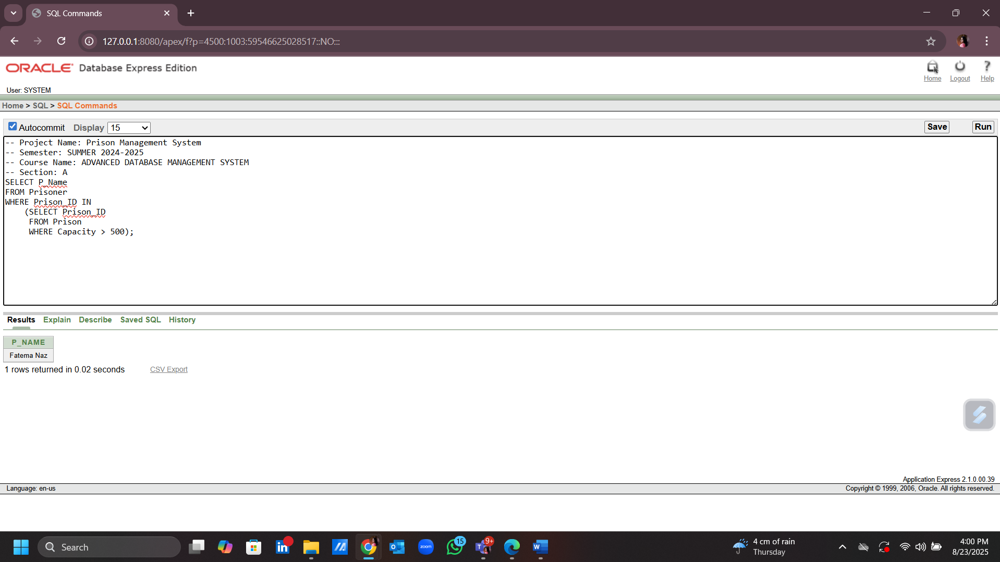 SQL Commands
127.0.0.1:8080/apex/f?p=4500:1003:59546625028517::NO:::
ORACLE Database Express Edition
Home Logout Help
User: SYSTEM
Home > SQL > SQL Commands
Autocommit Display 15 Save Run
-- Project Name: Prison Management System
-- Semester: SUMMER 2024-2025
-- Course Name: ADVANCED DATABASE MANAGEMENT SYSTEM
-- Section: A
SELECT P_Name
FROM Prisoner
WHERE Prison_ID IN
(SELECT Prison_ID
FROM Prison
WHERE Capacity > 500);
Results Explain Describe Saved SQL History
P_NAME
Fatema Naz
1 rows returned in 0.02 seconds CSV Export
Application Express 2.1.0.00.39
Language: en-us Copyright © 1999, 2006, Oracle. All rights reserved.
Search zoom 15 9+ 4 cm of rain 4:00 PM
Thursday 8/23/2025